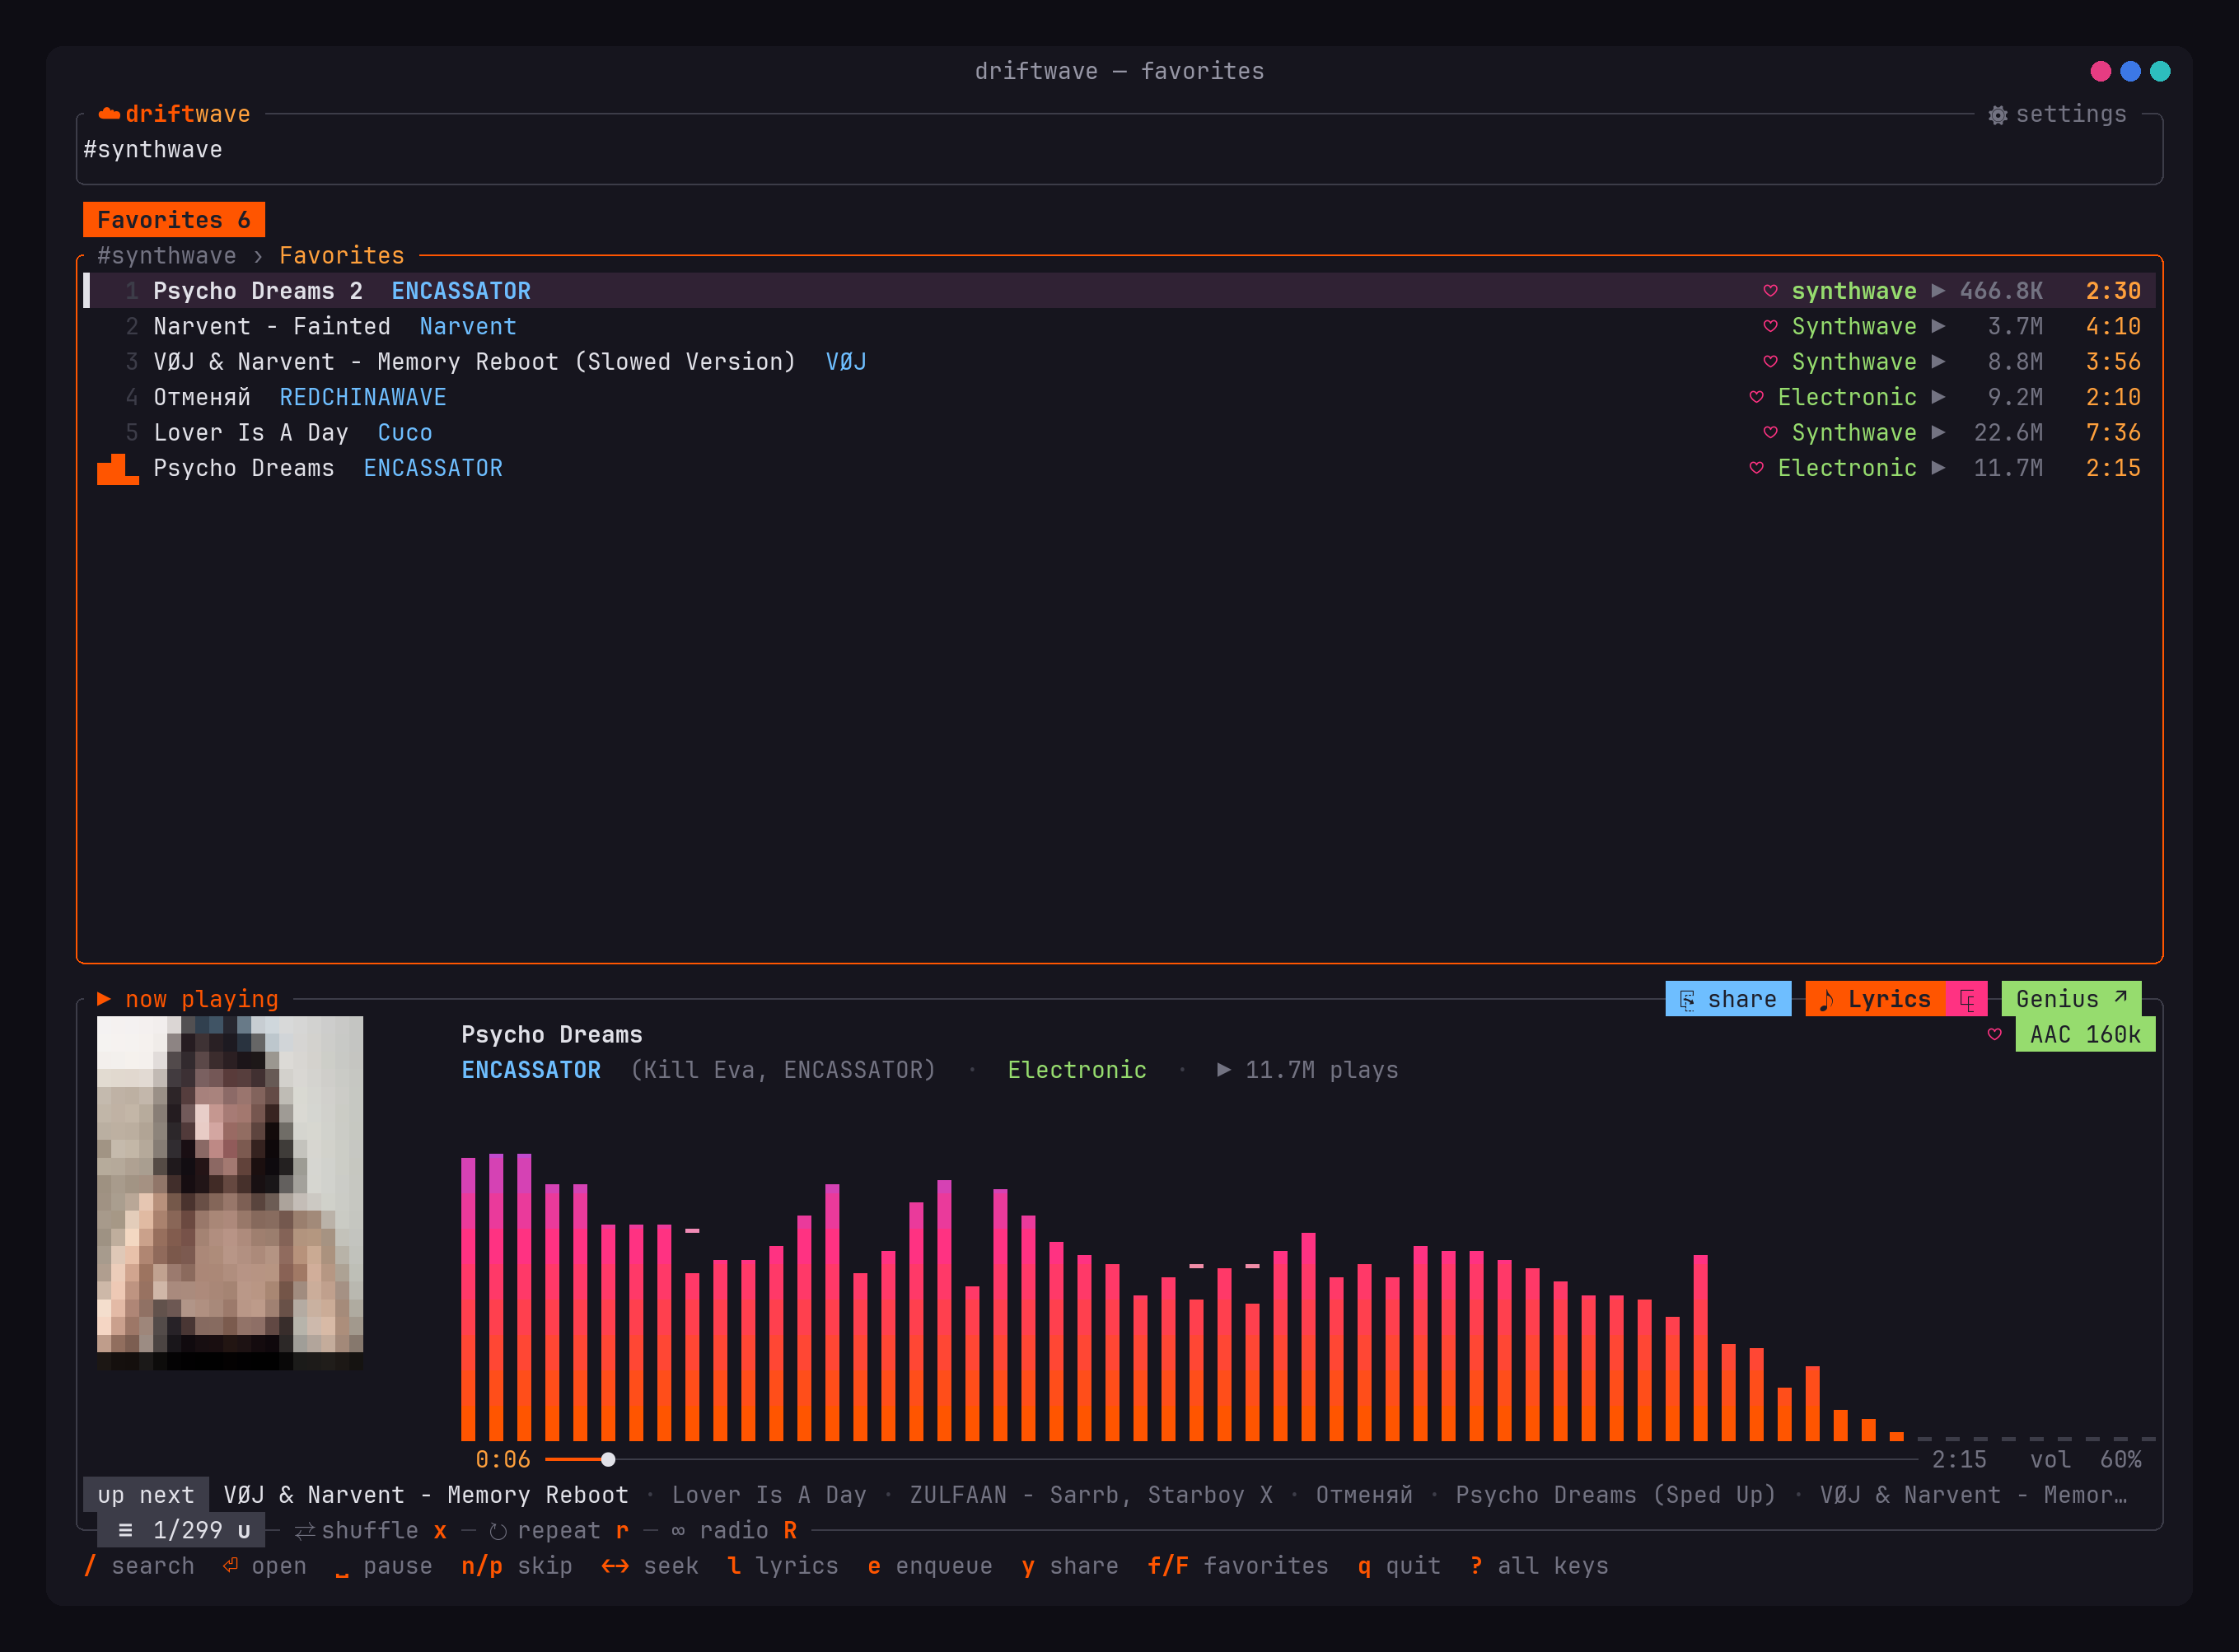 driftwave — favorites
driftwave
settings
#synthwave
Favorites 6
#synthwave › Favorites
1 Psycho Dreams 2 ENCASSATOR ♡ synthwave ▶ 466.8K 2:30
2 Narvent - Fainted Narvent ♡ Synthwave ▶ 3.7M 4:10
3 VØJ & Narvent - Memory Reboot (Slowed Version) VØJ ♡ Synthwave ▶ 8.8M 3:56
4 Отменяй REDCHINAWAVE ♡ Electronic ▶ 9.2M 2:10
5 Lover Is A Day Cuco ♡ Synthwave ▶ 22.6M 7:36
Psycho Dreams ENCASSATOR ♡ Electronic ▶ 11.7M 2:15
▶ now playing
share ♪ Lyrics Genius ↗
Psycho Dreams ♡ AAC 160k
ENCASSATOR (Kill Eva, ENCASSATOR) · Electronic · ▶ 11.7M plays
0:06 2:15 vol 60%
up next VØJ & Narvent - Memory Reboot · Lover Is A Day · ZULFAAN - Sarrb, Starboy X · Отменяй · Psycho Dreams (Sped Up) · VØJ & Narvent - Memor…
≡ 1/299 u — ⇄ shuffle x — ↻ repeat r — ∞ radio R
/ search ⏎ open ␣ pause n/p skip ←→ seek l lyrics e enqueue y share f/F favorites q quit ? all keys